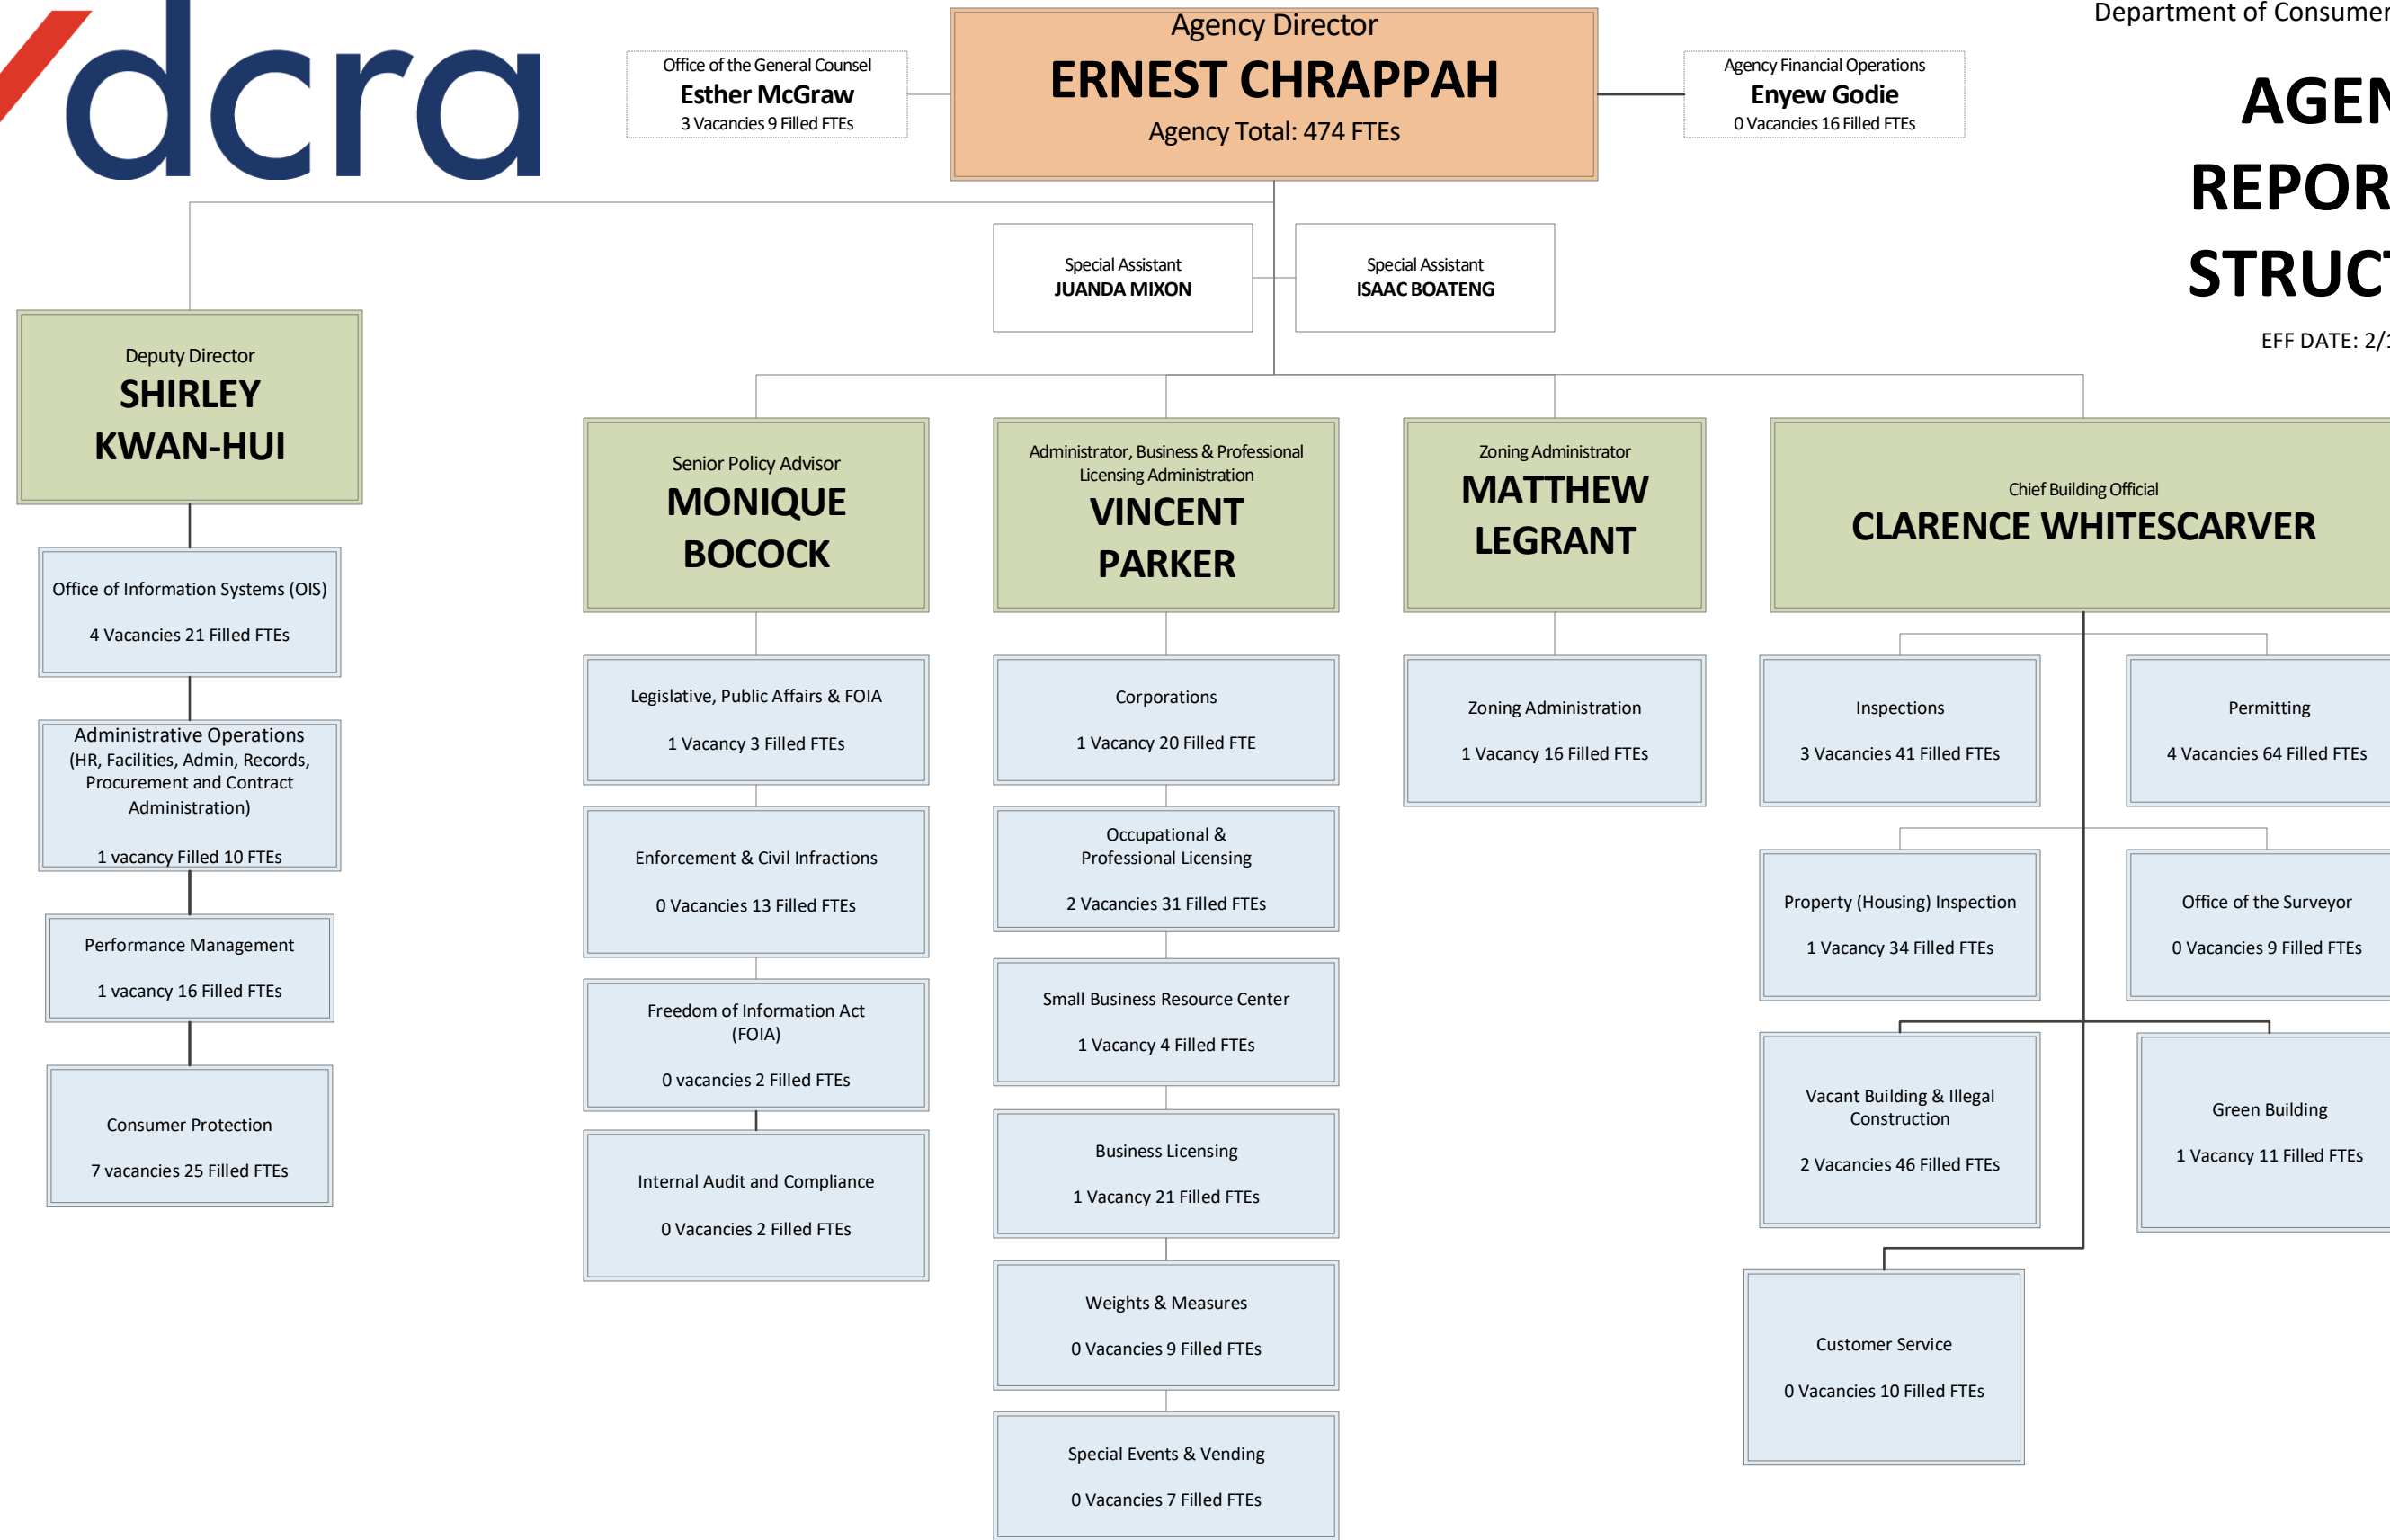 dcra
Agency Director
ERNEST CHRAPPAH
Agency Total: 474 FTEs
Office of the General Counsel
Esther McGraw
3 Vacancies 9 Filled FTEs
Agency Financial Operations
Enyew Godie
0 Vacancies 16 Filled FTEs
Department of Consumer
AGEN
REPOR
STRUCT
EFF DATE: 2/1
Special Assistant
JUANDA MIXON
Special Assistant
ISAAC BOATENG
Deputy Director
SHIRLEY
KWAN-HUI
Office of Information Systems (OIS)
4 Vacancies 21 Filled FTEs
Administrative Operations
(HR, Facilities, Admin, Records,
Procurement and Contract
Administration)
1 vacancy Filled 10 FTEs
Performance Management
1 vacancy 16 Filled FTEs
Consumer Protection
7 vacancies 25 Filled FTEs
Senior Policy Advisor
MONIQUE
BOCOCK
Legislative, Public Affairs & FOIA
1 Vacancy 3 Filled FTEs
Enforcement & Civil Infractions
0 Vacancies 13 Filled FTEs
Freedom of Information Act
(FOIA)
0 vacancies 2 Filled FTEs
Internal Audit and Compliance
0 Vacancies 2 Filled FTEs
Administrator, Business & Professional
Licensing Administration
VINCENT
PARKER
Corporations
1 Vacancy 20 Filled FTE
Occupational &
Professional Licensing
2 Vacancies 31 Filled FTEs
Small Business Resource Center
1 Vacancy 4 Filled FTEs
Business Licensing
1 Vacancy 21 Filled FTEs
Weights & Measures
0 Vacancies 9 Filled FTEs
Special Events & Vending
0 Vacancies 7 Filled FTEs
Zoning Administrator
MATTHEW
LEGRANT
Zoning Administration
1 Vacancy 16 Filled FTEs
Chief Building Official
CLARENCE WHITESCARVER
Inspections
3 Vacancies 41 Filled FTEs
Permitting
4 Vacancies 64 Filled FTEs
Property (Housing) Inspection
1 Vacancy 34 Filled FTEs
Office of the Surveyor
0 Vacancies 9 Filled FTEs
Vacant Building & Illegal
Construction
2 Vacancies 46 Filled FTEs
Green Building
1 Vacancy 11 Filled FTEs
Customer Service
0 Vacancies 10 Filled FTEs